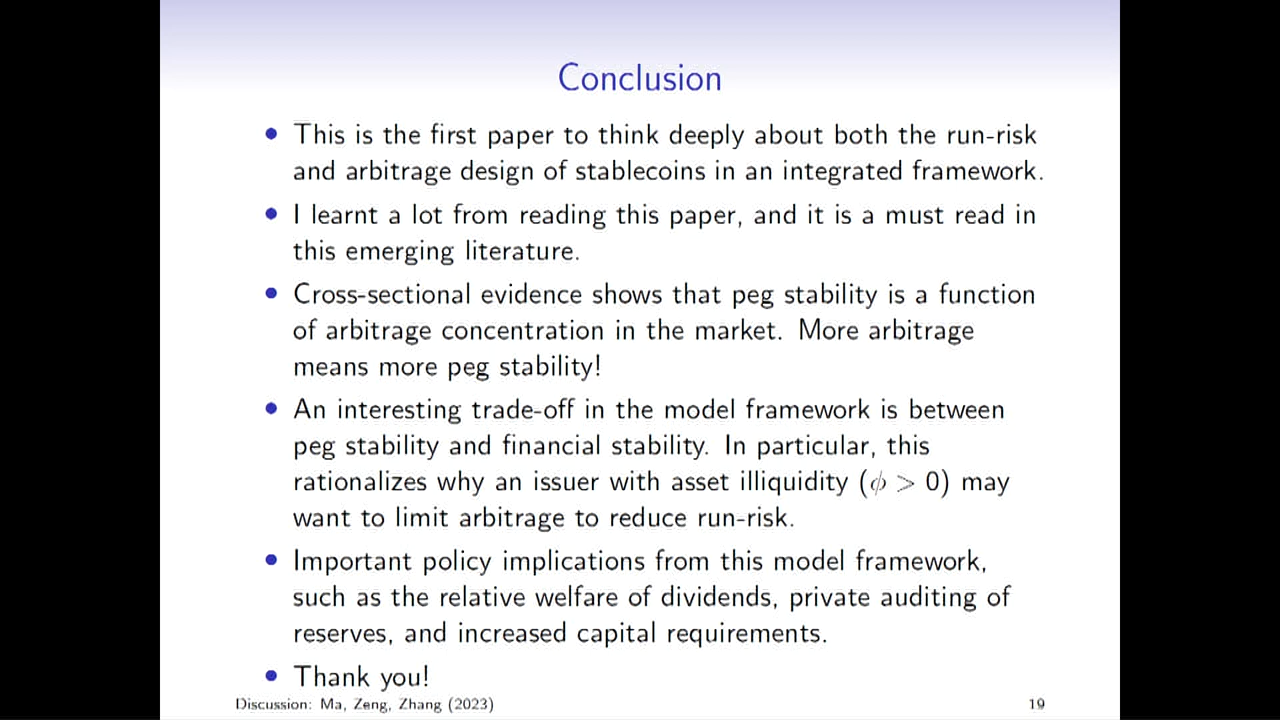 Conclusion
• This is the first paper to think deeply about both the run-risk
and arbitrage design of stablecoins in an integrated framework.
• I learnt a lot from reading this paper, and it is a must read in
this emerging literature.
• Cross-sectional evidence shows that peg stability is a function
of arbitrage concentration in the market. More arbitrage
means more peg stability!
• An interesting trade-off in the model framework is between
peg stability and financial stability. In particular, this
rationalizes why an issuer with asset illiquidity (ϕ > 0) may
want to limit arbitrage to reduce run-risk.
• Important policy implications from this model framework,
such as the relative welfare of dividends, private auditing of
reserves, and increased capital requirements.
• Thank you!
Discussion: Ma, Zeng, Zhang (2023)
19